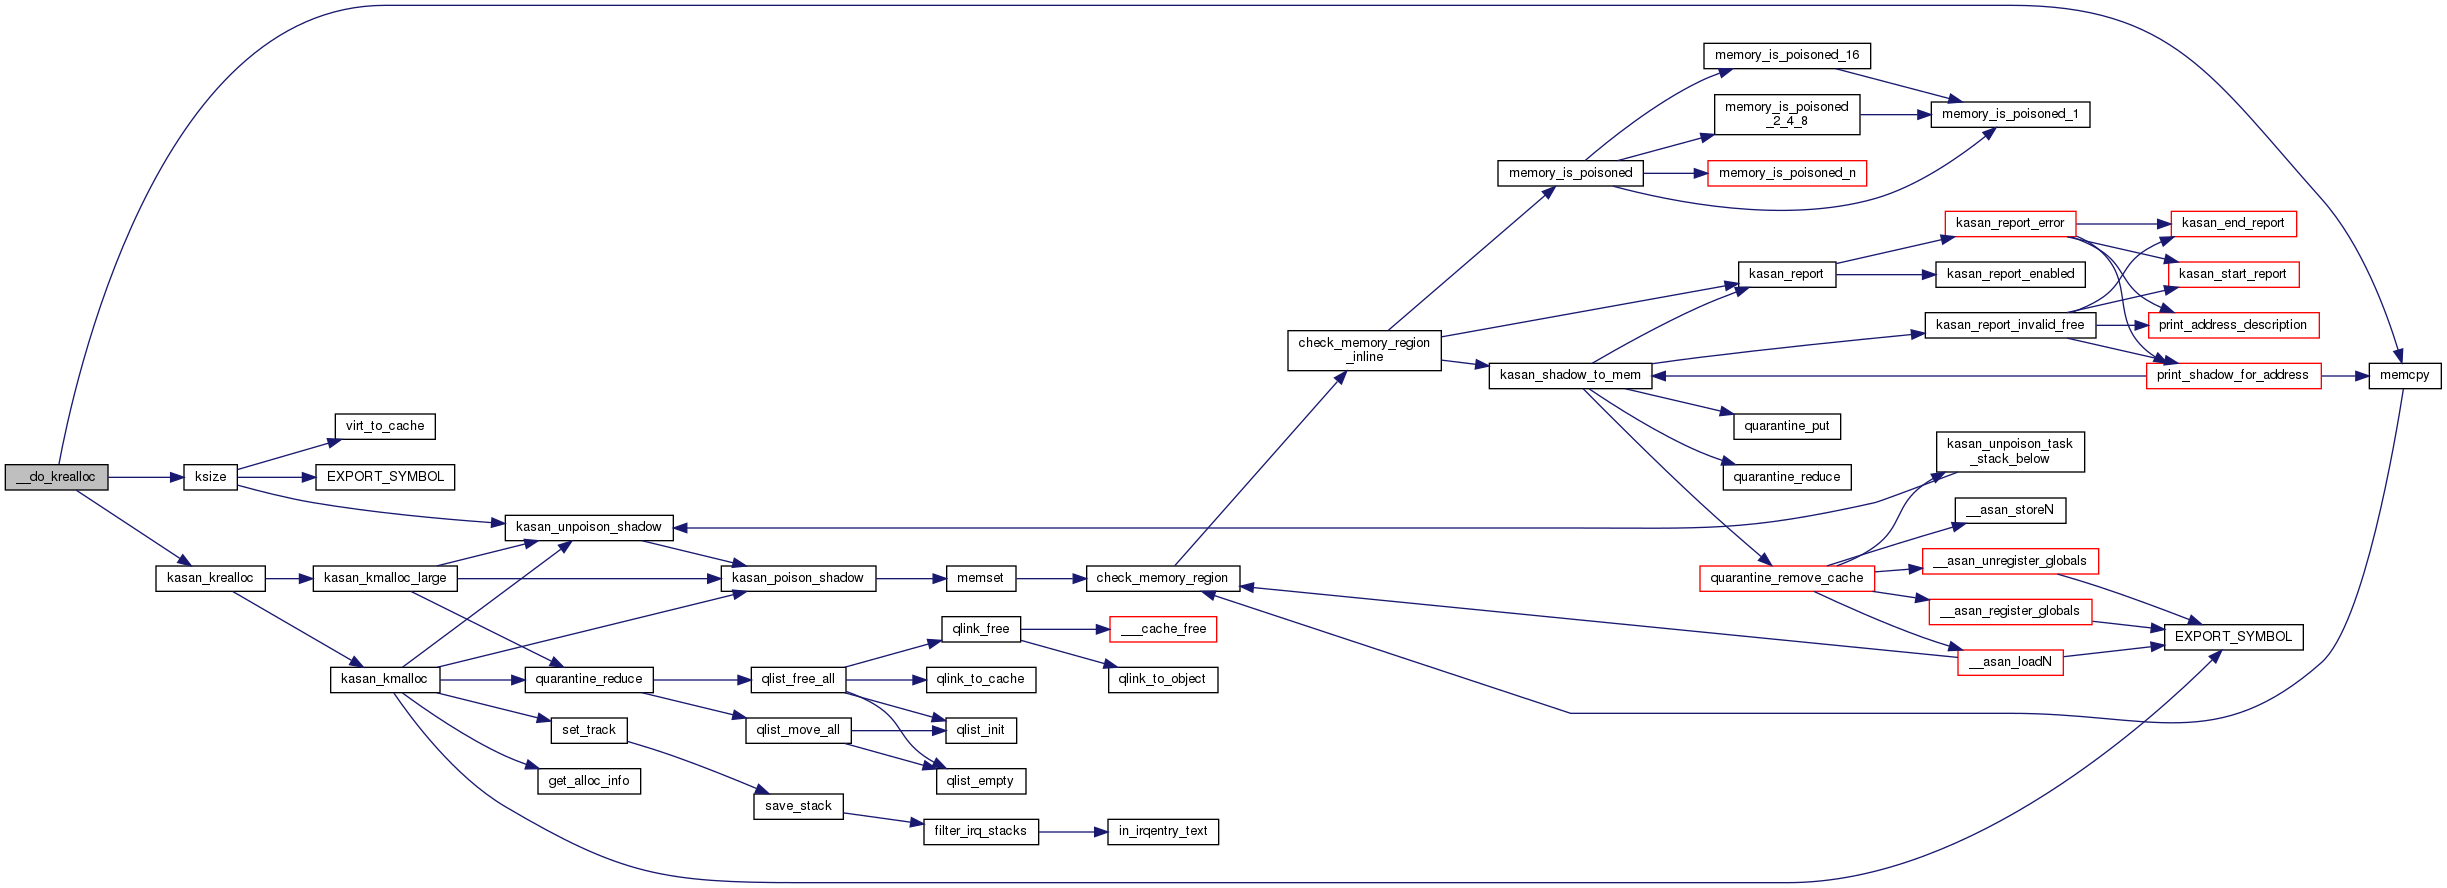 memory_is_poisoned_16
memory_is_poisoned
_2_4_8
memory_is_poisoned_1
memory_is_poisoned
memory_is_poisoned_n
kasan_report_error
kasan_end_report
kasan_report
kasan_report_enabled
kasan_start_report
kasan_report_invalid_free
print_address_description
check_memory_region
_inline
kasan_shadow_to_mem
print_shadow_for_address
memcpy
virt_to_cache
quarantine_put
kasan_unpoison_task
_stack_below
__do_krealloc
ksize
EXPORT_SYMBOL
quarantine_reduce
kasan_unpoison_shadow
__asan_storeN
__asan_unregister_globals
kasan_krealloc
kasan_kmalloc_large
kasan_poison_shadow
memset
check_memory_region
quarantine_remove_cache
__asan_register_globals
qlink_free
___cache_free
EXPORT_SYMBOL
__asan_loadN
kasan_kmalloc
quarantine_reduce
qlist_free_all
qlink_to_cache
qlink_to_object
set_track
qlist_move_all
qlist_init
get_alloc_info
qlist_empty
save_stack
filter_irq_stacks
in_irqentry_text